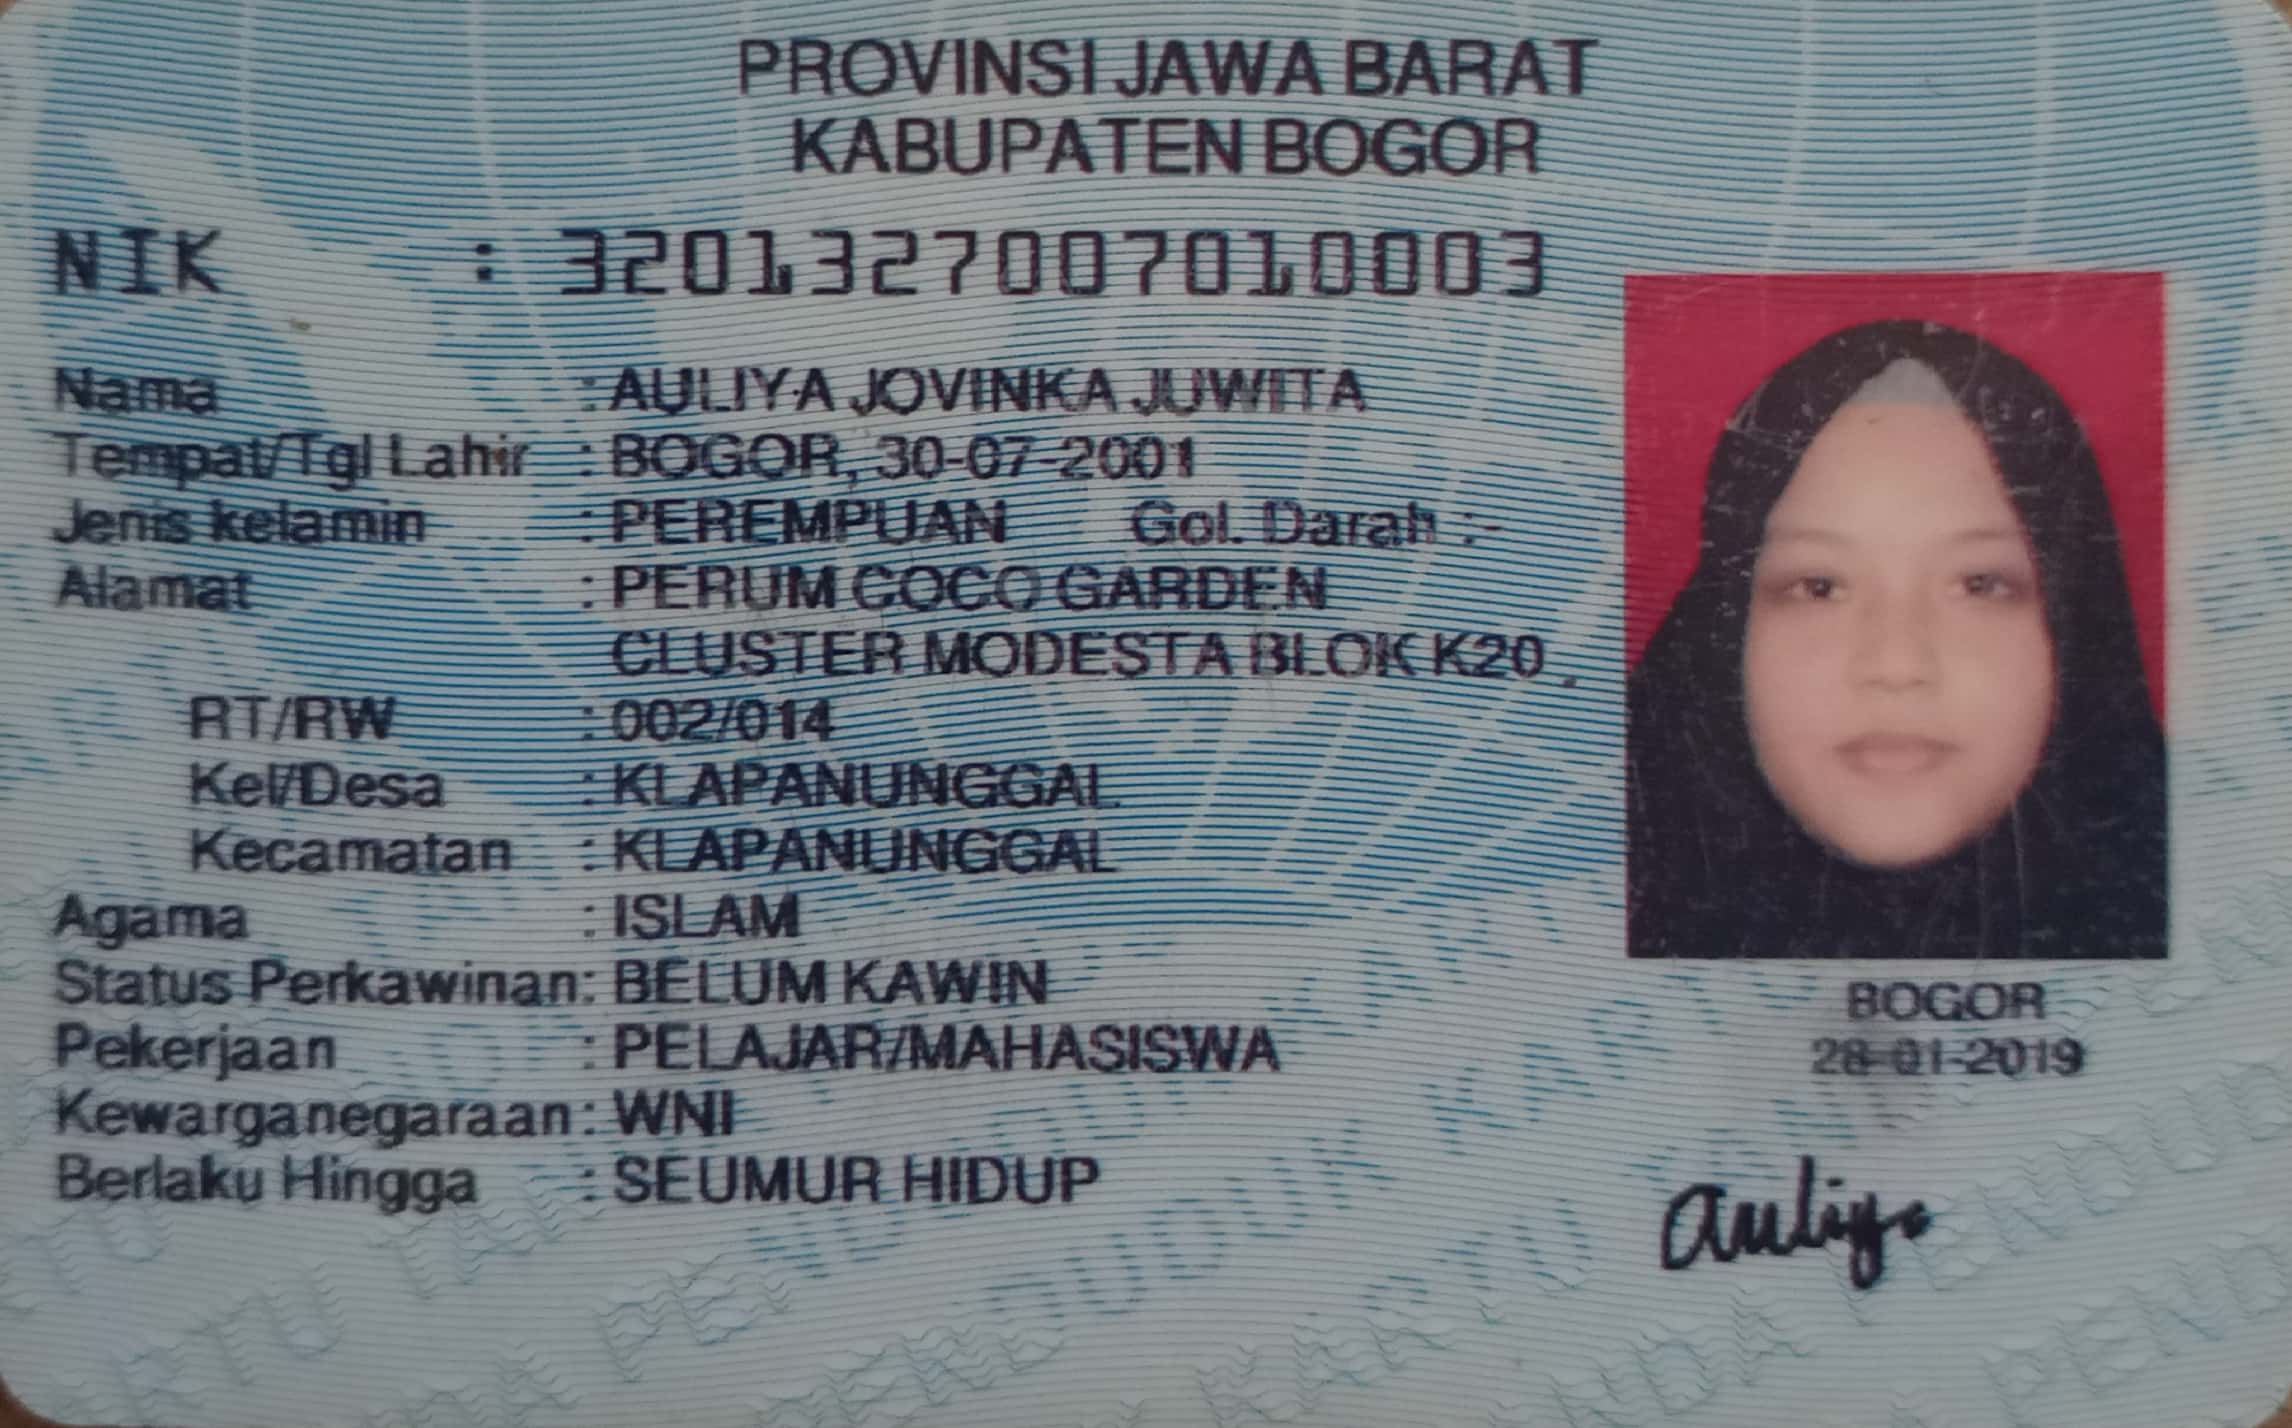 PROVINSI JAWA BARAT
KABUPATEN BOGOR
NIK : 3201327007010003
Nama : AULIYA JOVINKA JUWITA
Tempat/Tgl Lahir : BOGOR, 30-07-2001
Jenis kelamin : PEREMPUAN Gol. Darah :-
Alamat : PERUM COCO GARDEN
CLUSTER MODESTA BLOK K20
RT/RW : 002/014
Kel/Desa : KLAPANUNGGAL
Kecamatan : KLAPANUNGGAL
Agama : ISLAM
Status Perkawinan: BELUM KAWIN
Pekerjaan : PELAJAR/MAHASISWA
Kewarganegaraan: WNI
Berlaku Hingga : SEUMUR HIDUP
BOGOR
28-01-2019
auliya